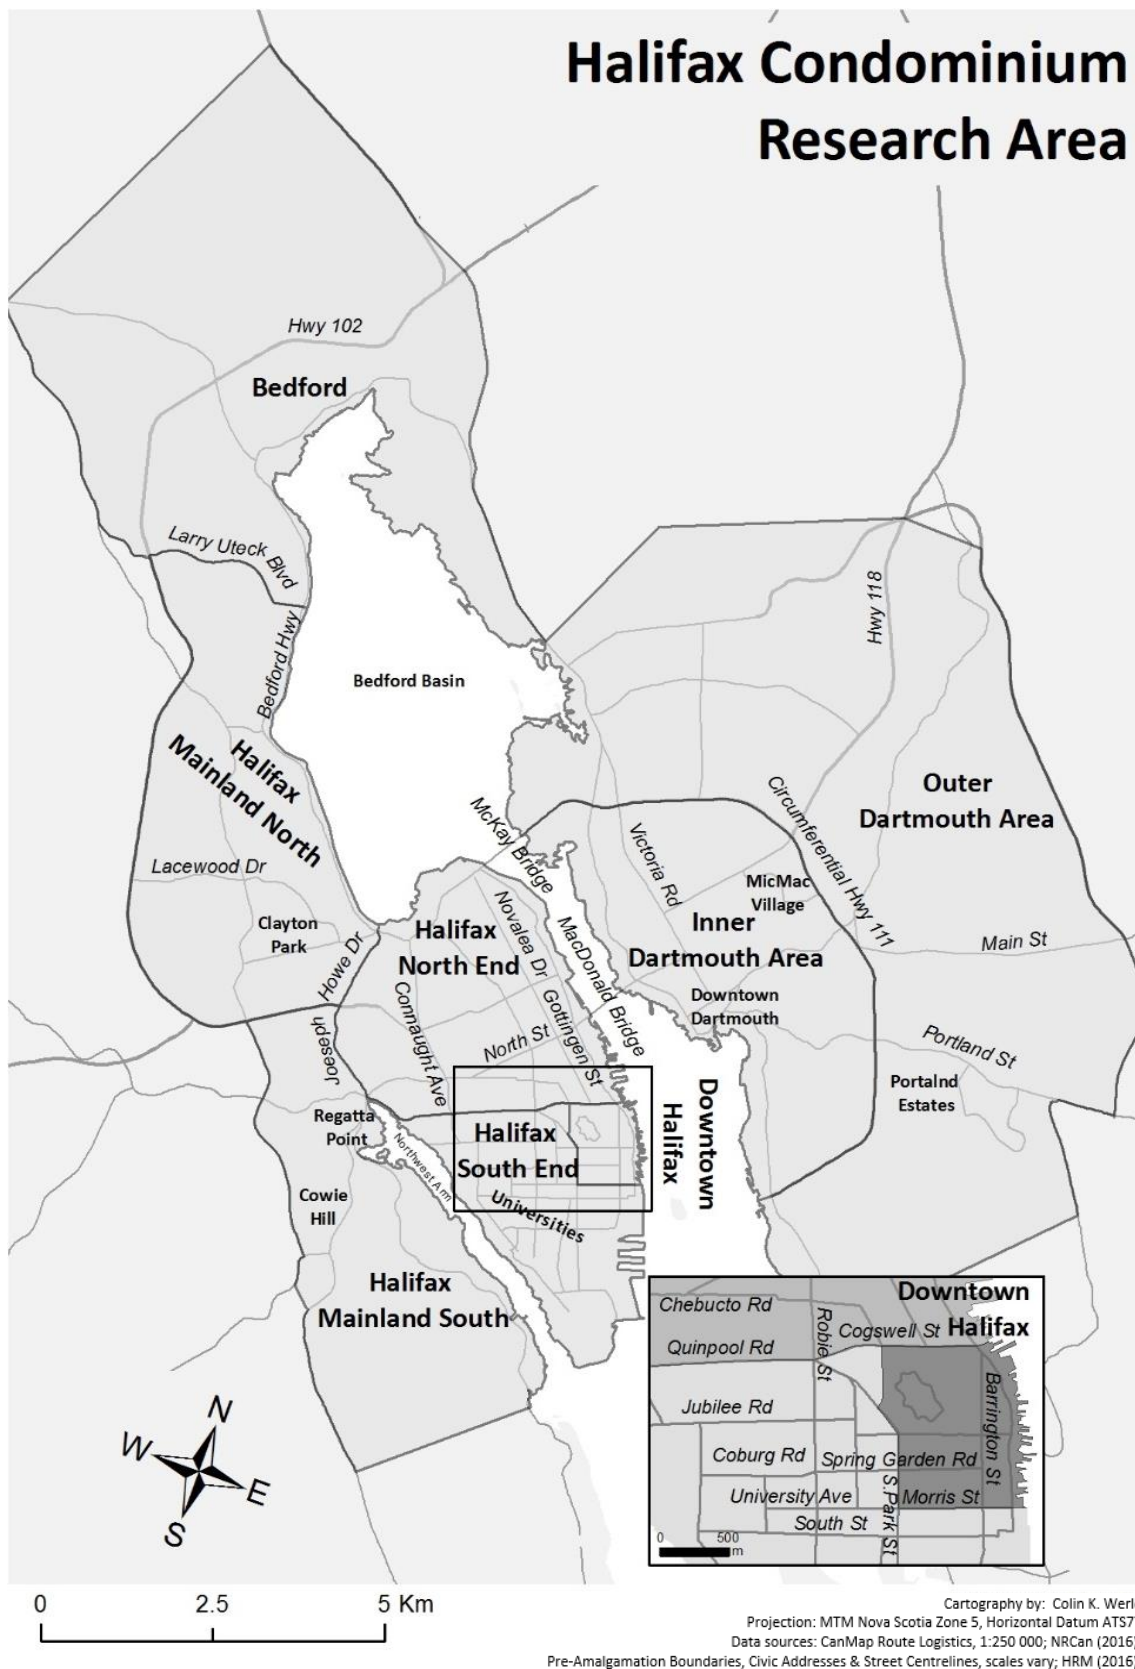 Halifax Condominium
Research Area
Hwy 102
Bedford
Larry Uteck Blvd
Bedford Hwy
Bedford Basin
Hwy 118
Halifax
Mainland North
McKay Bridge
Circumferential Hwy 111
Outer
Dartmouth Area
Victoria Rd
Lacewood Dr
MicMac
Village
Clayton
Park
Halifax
North End
Novalea Dr
MacDonald Bridge
Inner
Dartmouth Area
Main St
Howe Dr
Joeseph
Connaught Ave
Gottingen St
North St
Downtown
Dartmouth
Portland St
Portalnd
Estates
Regatta
Point
Northwest Arm
Halifax
South End
Downtown
Halifax
Universities
Cowie
Hill
Halifax
Mainland South
Downtown
Halifax
Chebucto Rd
Robie St
Cogswell St
Quinpool Rd
Barrington St
Jubilee Rd
Coburg Rd
Spring Garden Rd
University Ave
S.Park St
Morris St
South St
0 500
m
N
W
E
S
0 2.5 5 Km
Cartography by: Colin K. Werl
Projection: MTM Nova Scotia Zone 5, Horizontal Datum ATS7
Data sources: CanMap Route Logistics, 1:250 000; NRCan (2016)
Pre-Amalgamation Boundaries, Civic Addresses & Street Centrelines, scales vary; HRM (2016)